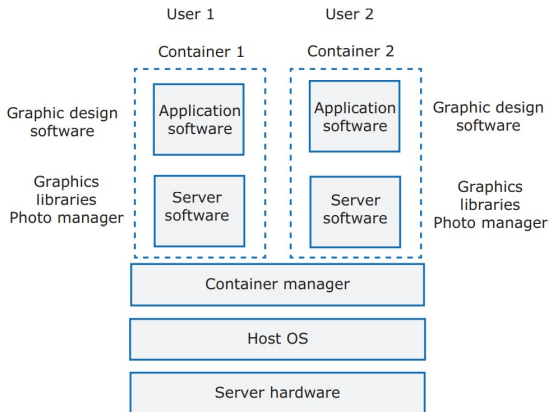 User 1
User 2
Container 1
Container 2
Graphic design
software
Application
software
Application
software
Graphic design
software
Graphics
libraries
Photo manager
Server
software
Server
software
Graphics
libraries
Photo manager
Container manager
Host OS
Server hardware